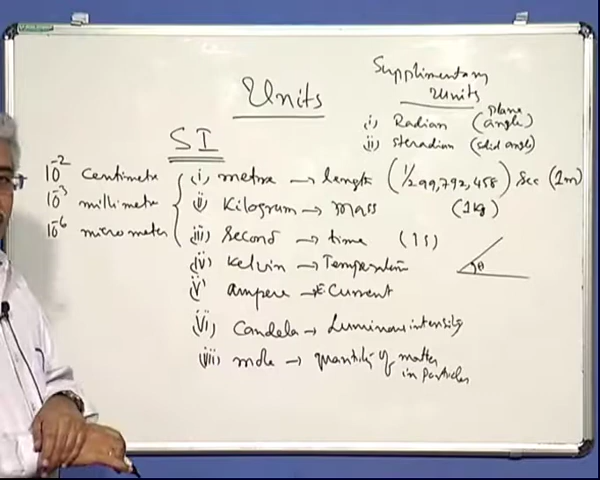 Units
Supplimentary
Units
(i) Radian (plane angle)
(ii) steradian (solid angle)
SI
10⁻² centimeter
10⁻³ millimeter
10⁻⁶ micrometer
(i) metre → length (1/299,792,458) Sec (1m)
(ii) Kilogram → mass (1kg)
(iii) Second → time (1s)
(iv) Kelvin → Temperature
(v) ampere → Current
θ
(vi) Candela → Luminous intensity
(vii) mole → quantity of matter
in particles